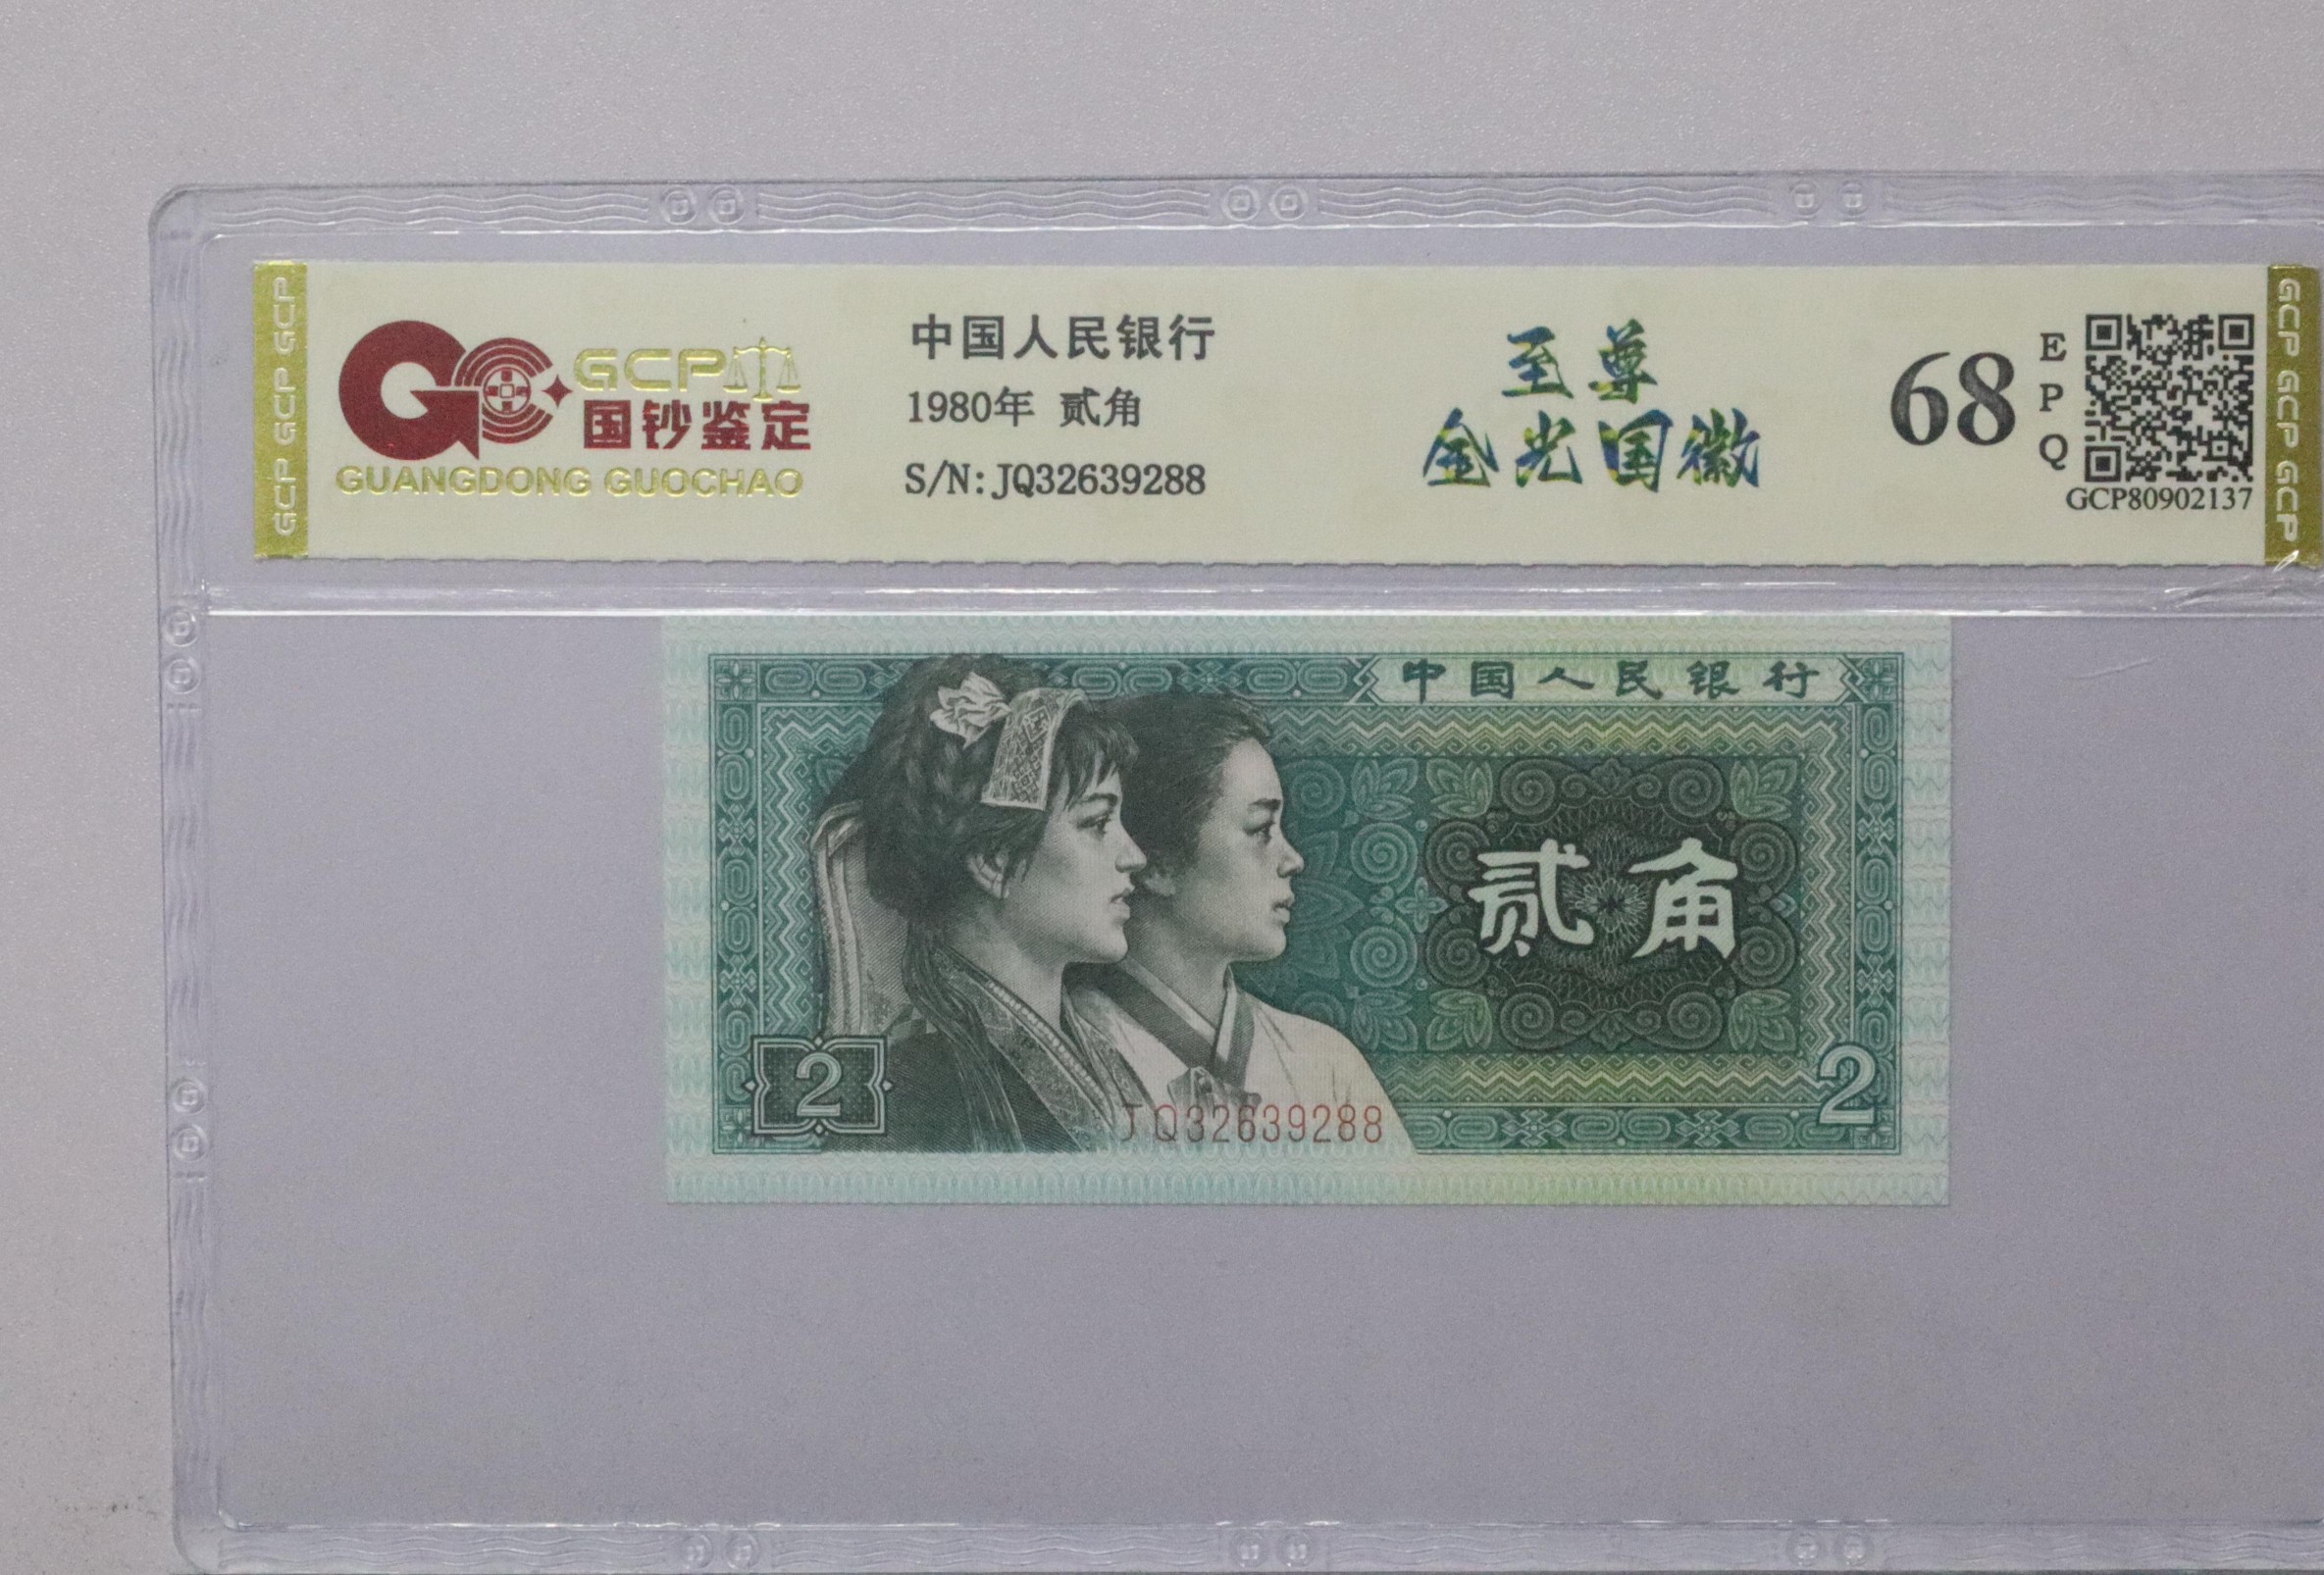 GCP GCP GCP
GCP
国钞鉴定
GUANGDONG GUOCHAO
中国人民银行
1980年 贰角
S/N:JQ32639288
至尊
金光国徽
68
E
P
Q
GCP80902137
GCP GCP GCP
中国人民银行
贰角
2
JQ32639288
2